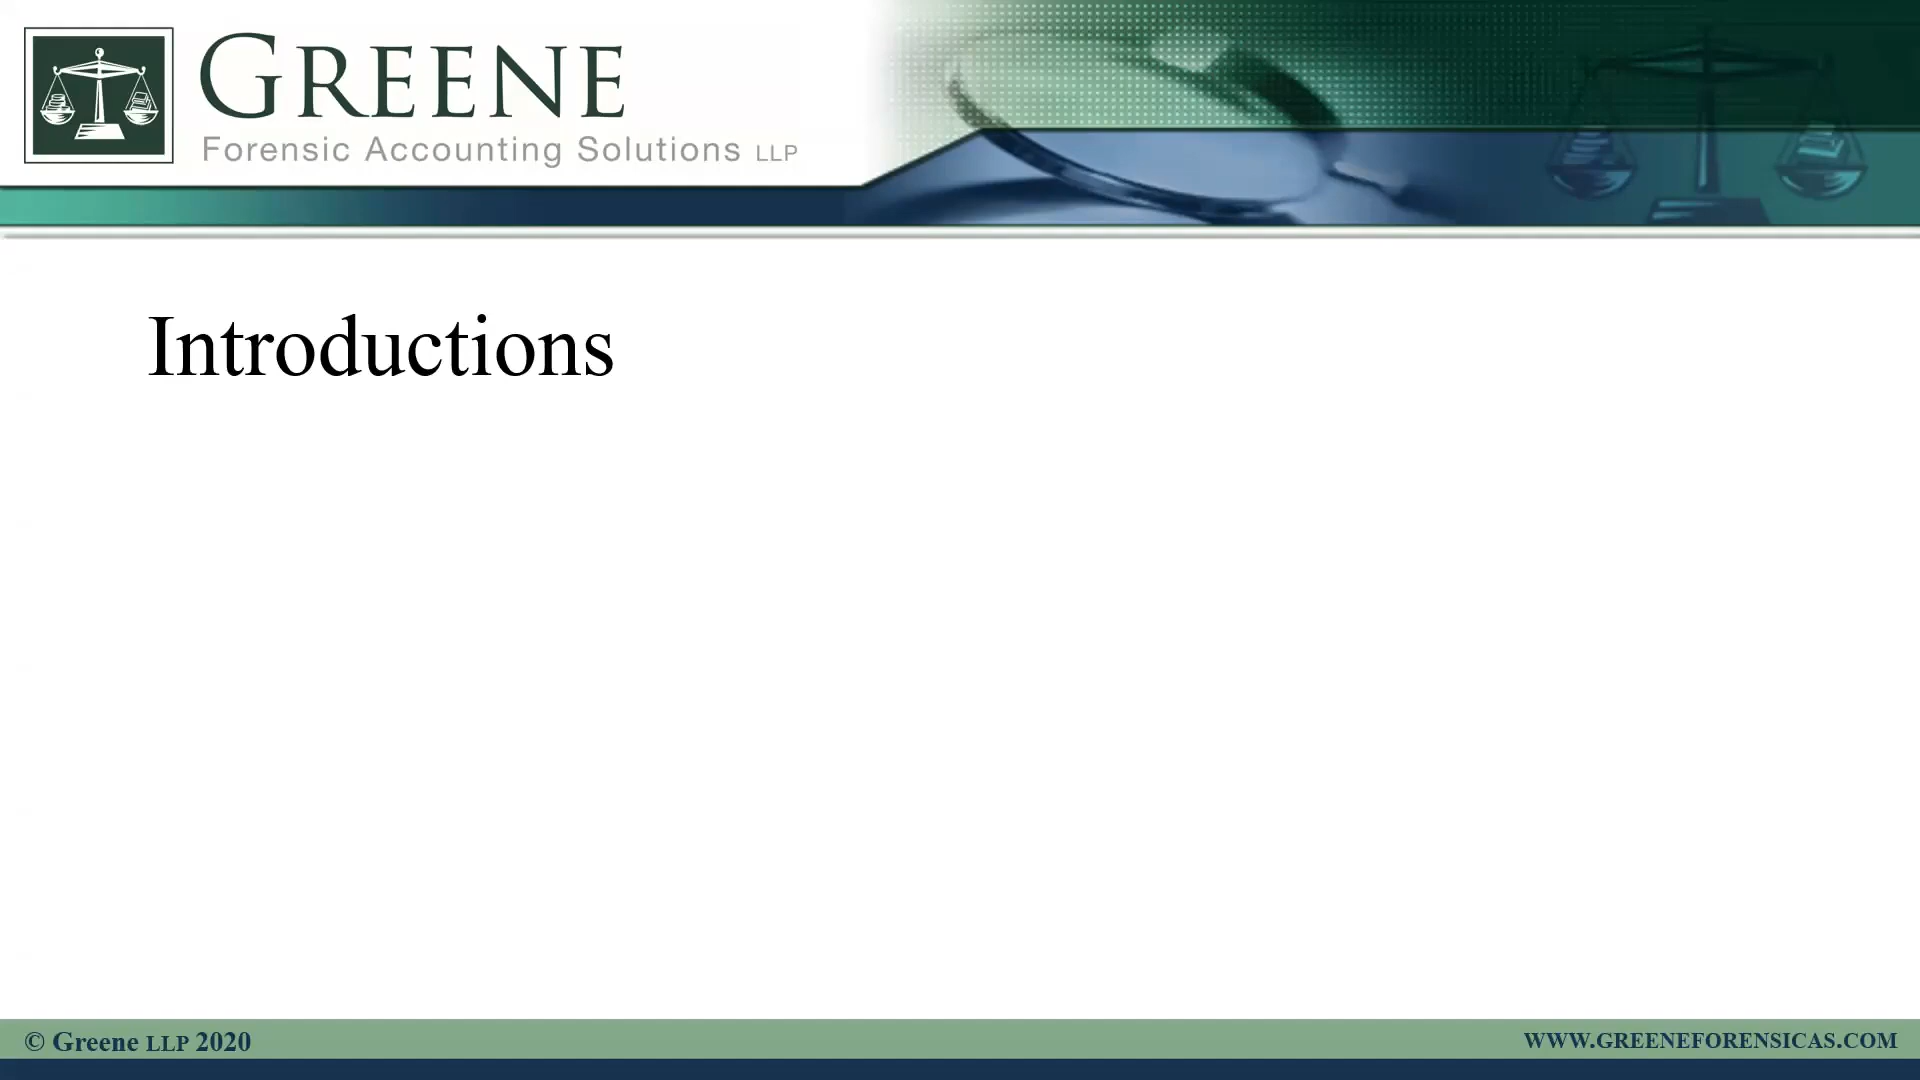 GREENE
Forensic Accounting Solutions LLP
Introductions
© Greene LLP 2020
WWW.GREENEFORENSICAS.COM